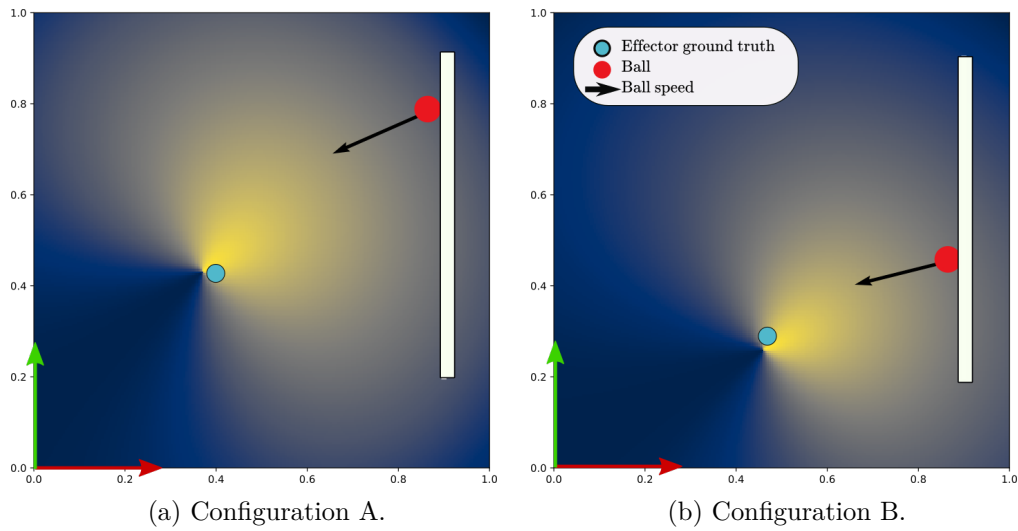 1.0
0.8
0.6
0.4
0.2
0.0
0.0 0.2 0.4 0.6 0.8 1.0
(a) Configuration A.
1.0
0.8
0.6
0.4
0.2
0.0
0.0 0.2 0.4 0.6 0.8 1.0
Effector ground truth
Ball
Ball speed
(b) Configuration B.